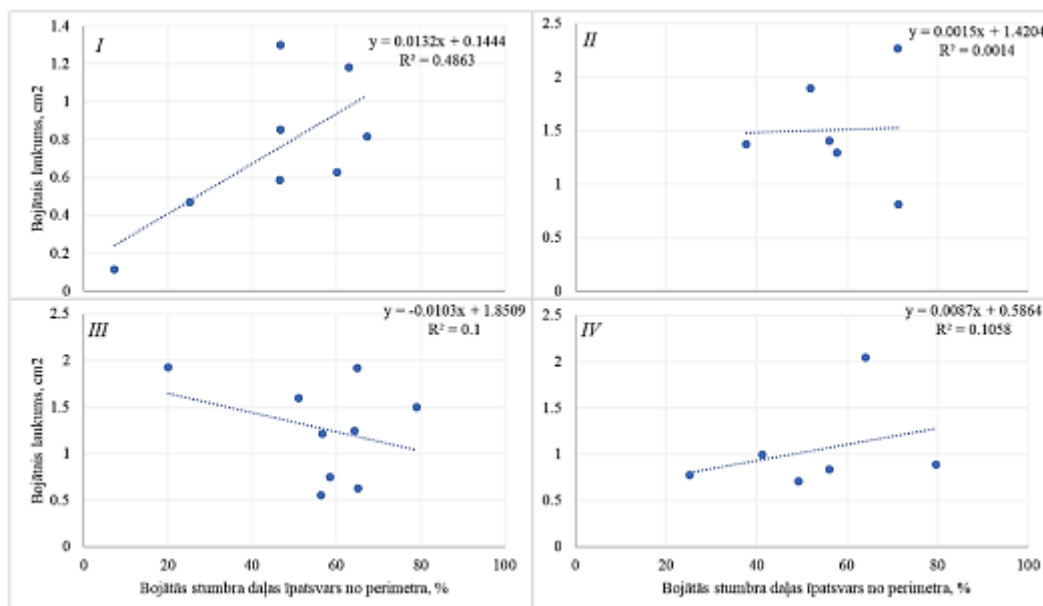 I
y = 0.0132x + 0.1444
R² = 0.4863
1.4
1.2
1
0.8
0.6
0.4
0.2
0
Bojātais laukums, cm2
II
y = 0.0015x + 1.4204
R² = 0.0014
2.5
2
1.5
1
0.5
0
III
y = -0.0103x + 1.8509
R² = 0.1
2.5
2
1.5
1
0.5
0
Bojātais laukums, cm2
0 20 40 60 80 100
Bojātās stumbra daļas īpatsvars no perimetra, %
IV
y = 0.0087x + 0.5864
R² = 0.1058
2.5
2
1.5
1
0.5
0
0 20 40 60 80 100
Bojātās stumbra daļas īpatsvars no perimetra, %